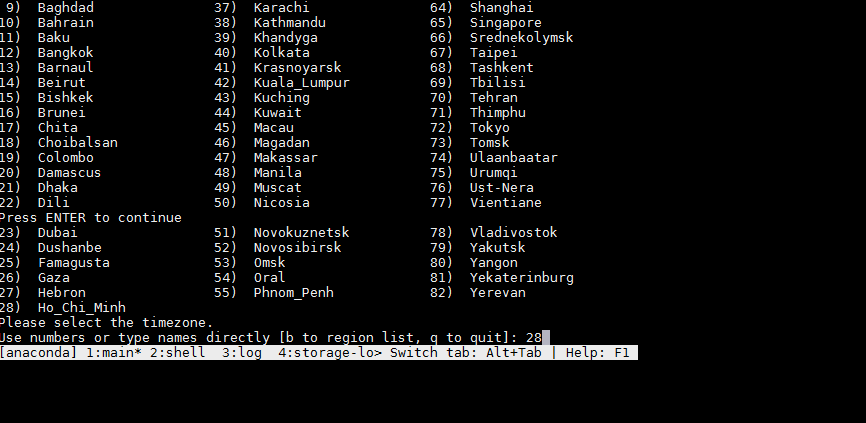 9)  Baghdad               37)  Karachi               64)  Shanghai
10)  Bahrain               38)  Kathmandu             65)  Singapore
11)  Baku                  39)  Khandyga              66)  Srednekolymsk
12)  Bangkok               40)  Kolkata               67)  Taipei
13)  Barnaul               41)  Krasnoyarsk           68)  Tashkent
14)  Beirut                42)  Kuala_Lumpur          69)  Tbilisi
15)  Bishkek               43)  Kuching               70)  Tehran
16)  Brunei                44)  Kuwait                71)  Thimphu
17)  Chita                 45)  Macau                 72)  Tokyo
18)  Choibalsan            46)  Magadan               73)  Tomsk
19)  Colombo               47)  Makassar              74)  Ulaanbaatar
20)  Damascus              48)  Manila                75)  Urumqi
21)  Dhaka                 49)  Muscat                76)  Ust-Nera
22)  Dili                  50)  Nicosia               77)  Vientiane
Press ENTER to continue
23)  Dubai                 51)  Novokuznetsk          78)  Vladivostok
24)  Dushanbe              52)  Novosibirsk           79)  Yakutsk
25)  Famagusta             53)  Omsk                  80)  Yangon
26)  Gaza                  54)  Oral                  81)  Yekaterinburg
27)  Hebron                55)  Phnom_Penh            82)  Yerevan
28)  Ho_Chi_Minh
Please select the timezone.
Use numbers or type names directly [b to region list, q to quit]: 28
[anaconda] 1:main* 2:shell  3:log  4:storage-lo> Switch tab: Alt+Tab | Help: F1